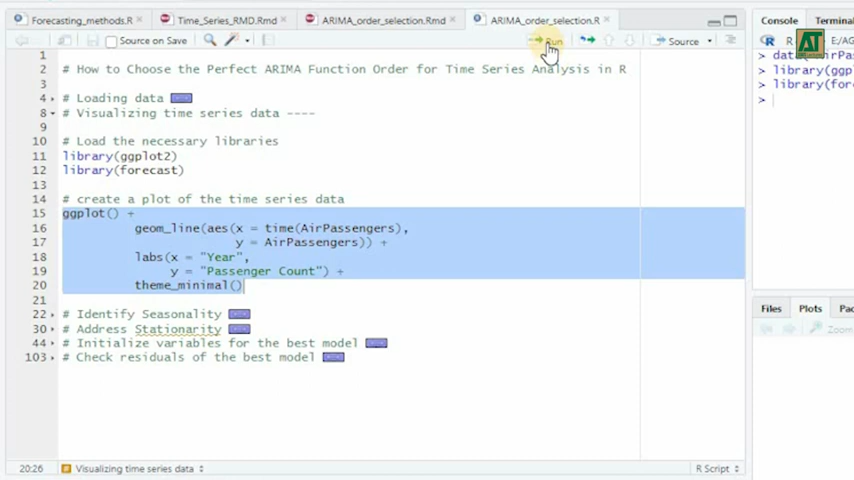 Forecasting_methods.R
Time_Series_RMD.Rmd
ARIMA_order_selection.Rmd
ARIMA_order_selection.R
Console
Terminal
Source on Save
Run
Source
R
AT
E:/AG
1
2 # How to Choose the Perfect ARIMA Function Order for Time Series Analysis in R
3
4 # Loading data
8 # Visualizing time series data ----
9
10 # Load the necessary libraries
11 library(ggplot2)
12 library(forecast)
13
14 # create a plot of the time series data
15 ggplot() +
16 geom_line(aes(x = time(AirPassengers),
17 y = AirPassengers)) +
18 labs(x = "Year",
19 y = "Passenger Count") +
20 theme_minimal()
21
22 # Identify Seasonality
30 # Address Stationarity
44 # Initialize variables for the best model
103 # Check residuals of the best model
> library(ggp
> library(for
>
Files
Plots
Zoom
20:26
Visualizing time series data
R Script